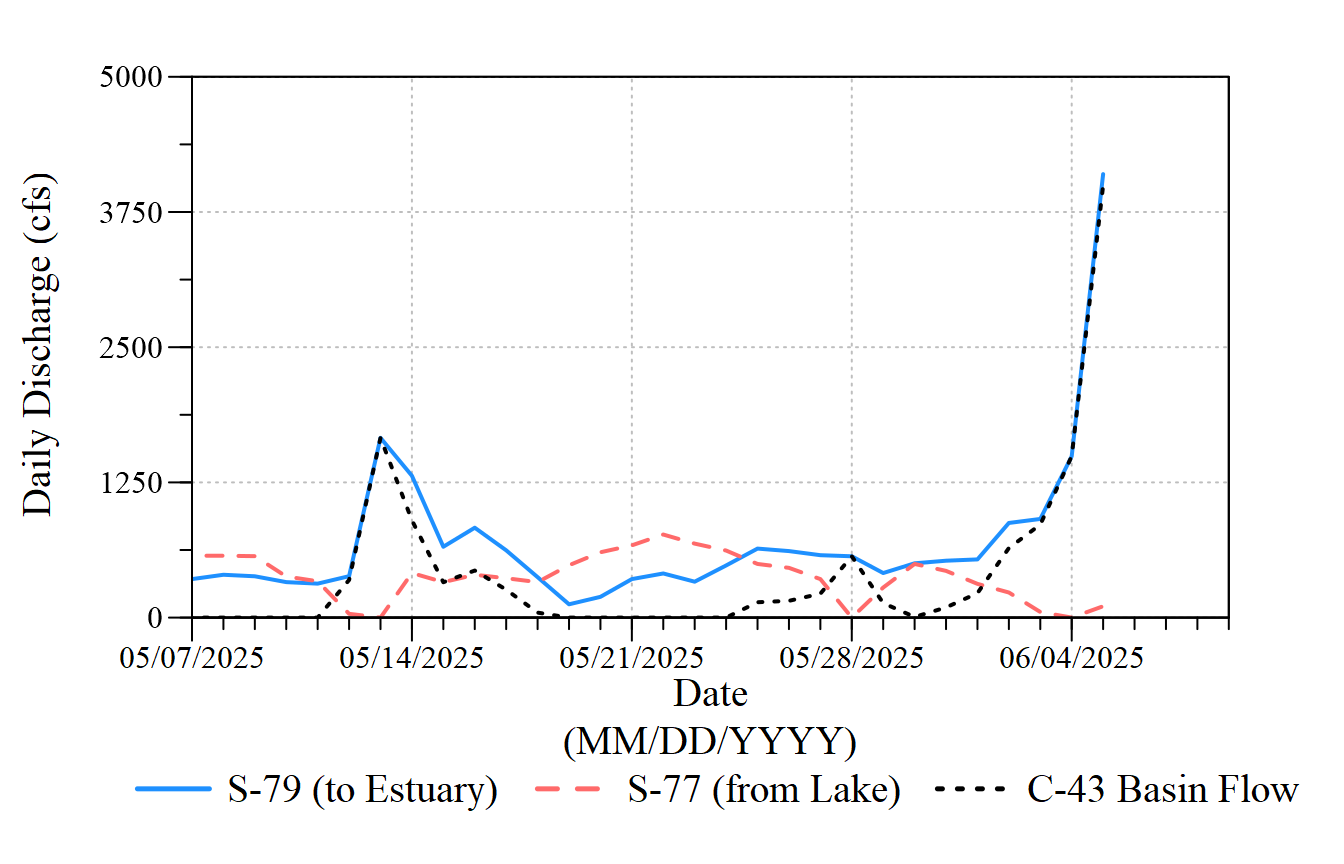 5000
3750
2500
1250
0
Daily Discharge (cfs)
05/07/2025 05/14/2025 05/21/2025 05/28/2025 06/04/2025
Date
(MM/DD/YYYY)
S-79 (to Estuary) S-77 (from Lake) C-43 Basin Flow